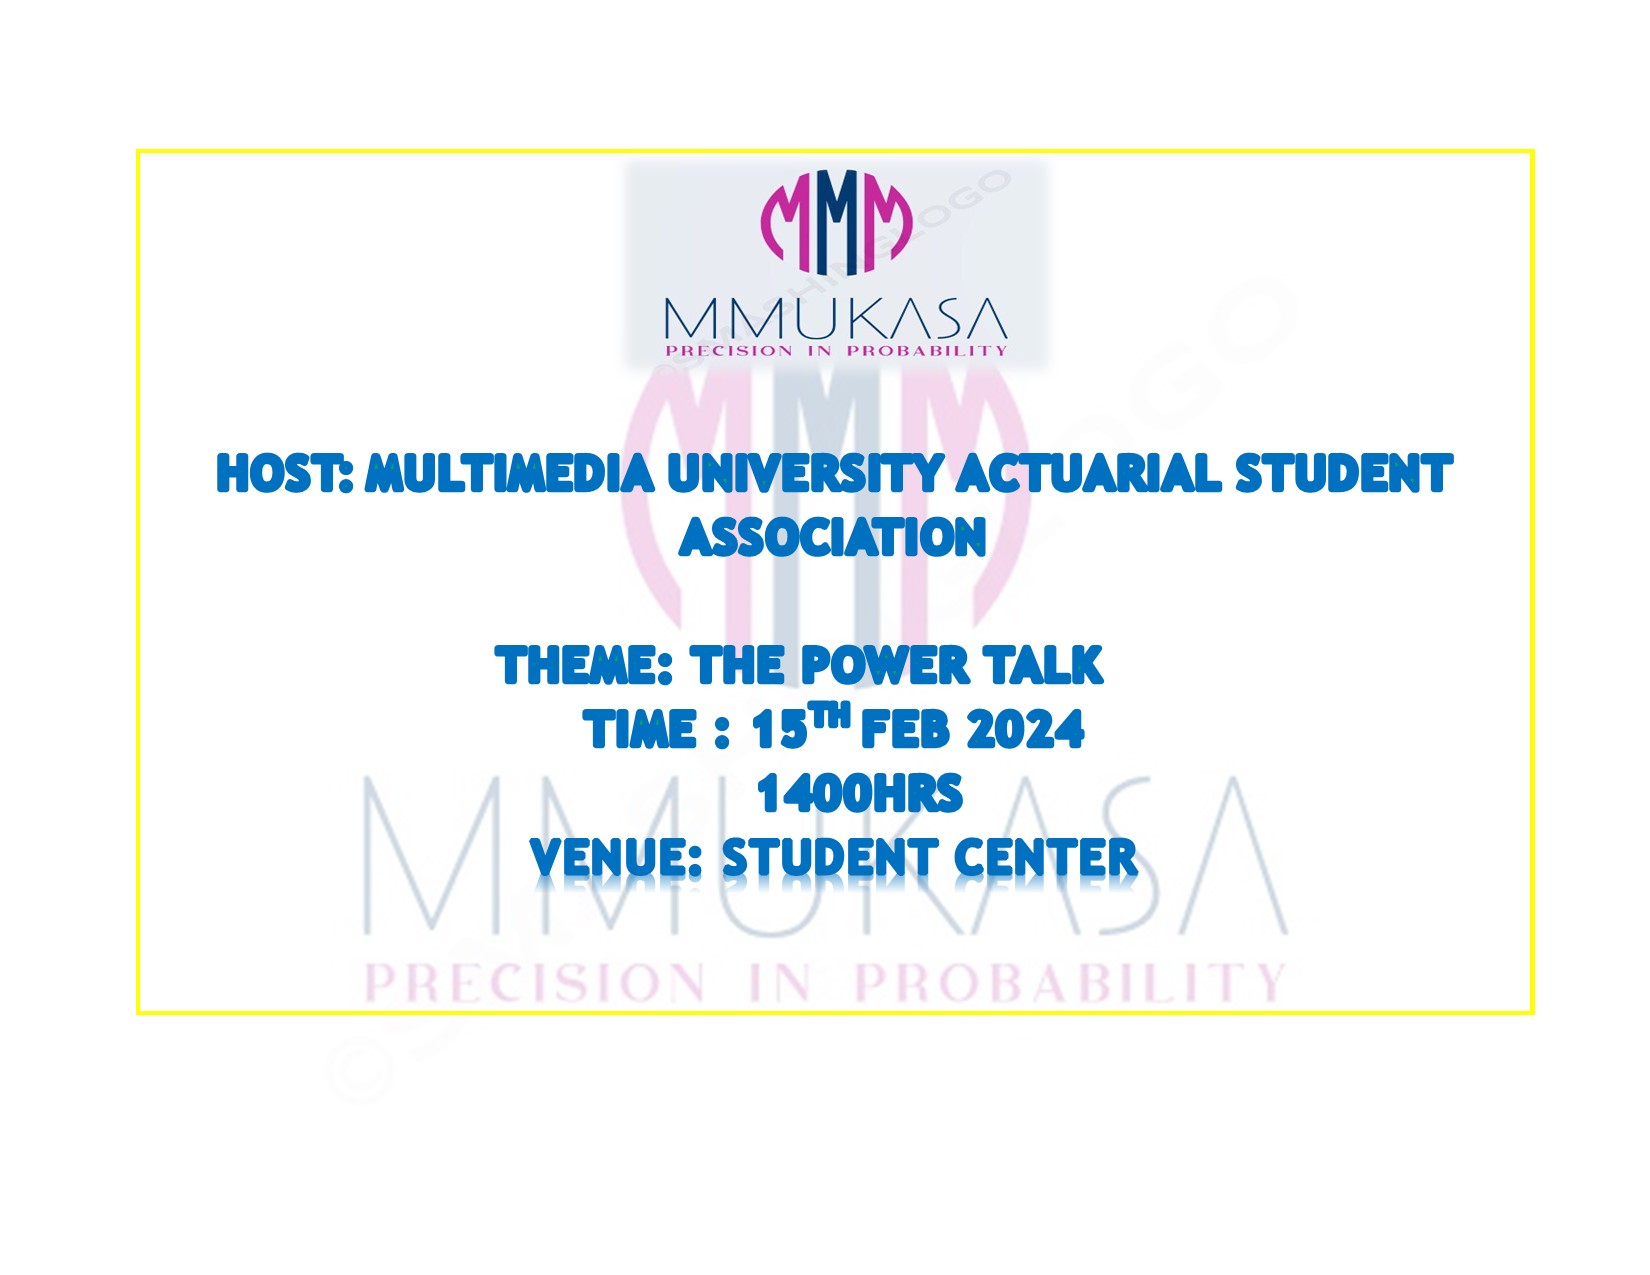 MMUKASA
PRECISION IN PROBABILITY
©SMASHINGLOGO
HOST: MULTIMEDIA UNIVERSITY ACTUARIAL STUDENT
ASSOCIATION
THEME: THE POWER TALK
TIME : 15TH FEB 2024
1400HRS
VENUE: STUDENT CENTER
MMUKASA
PRECISION IN PROBABILITY